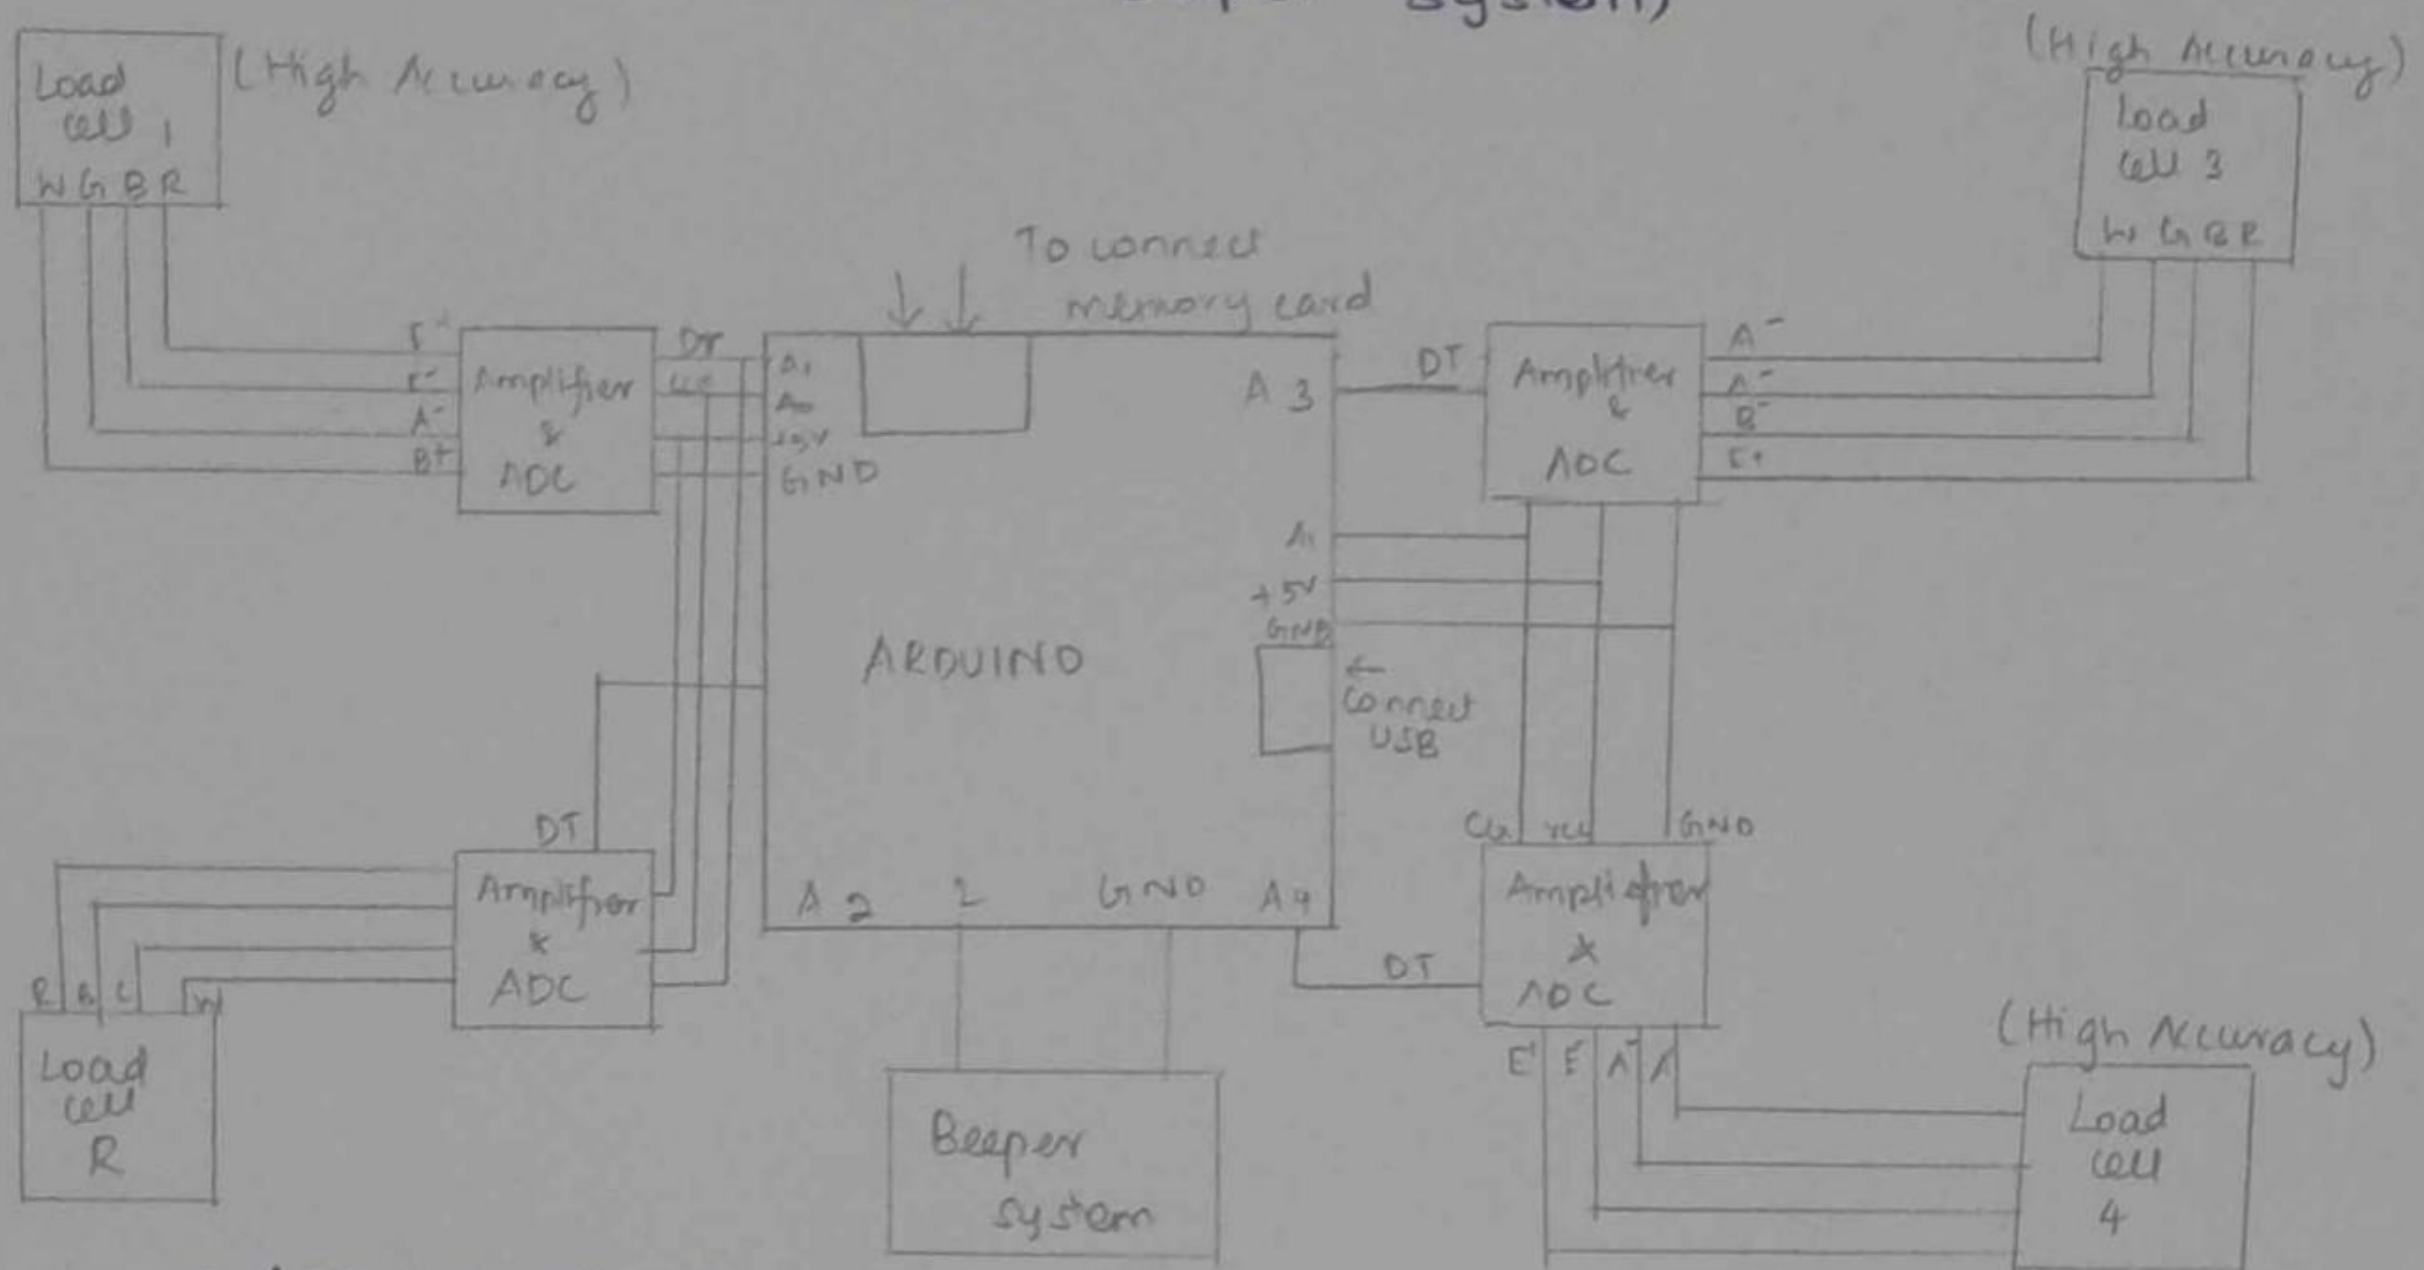 system)
Load
cell 1
W G B R
(High Accuracy)
(High Accuracy)
Load
cell 3
W G B R
To connect
memory card
A-
B+
Amplifier
&
ADC
DT
A1
A0
+5V
GND
A3
DT
Amplifier
&
ADC
A-
A-
B-
E+
A1
+5V
GND
ARDUINO
←
Connect
USB
DT
Amplifier
&
ADC
R B C W
Load
cell
R
A2
GND
A4
Beeper
system
VCC
GND
DT
Amplifier
&
ADC
(High Accuracy)
Load
cell
4